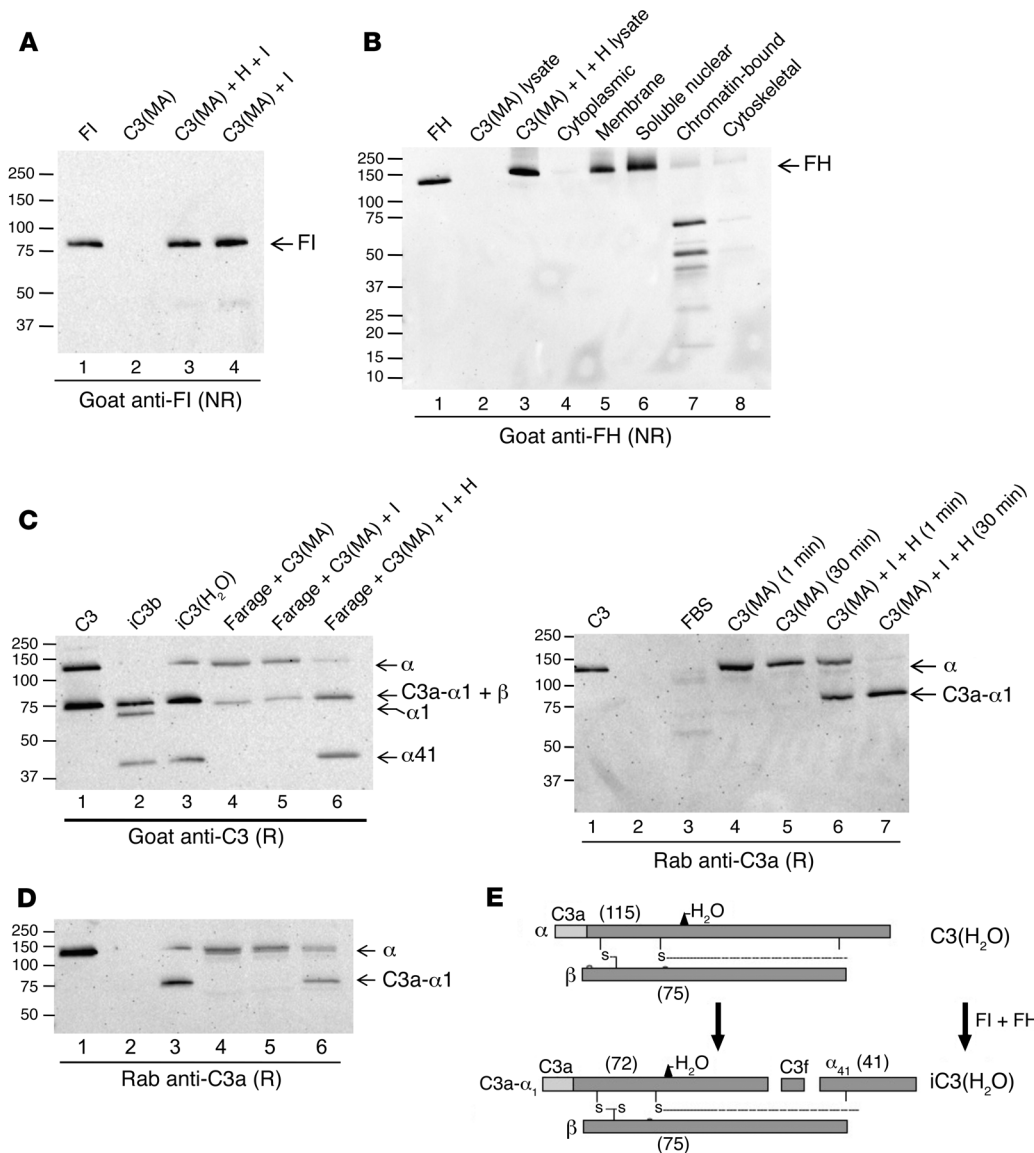 A
FI
C3(MA)
C3(MA) + H + I
C3(MA) + I
250
150
100
75
50
37
FI
1 2 3 4
Goat anti-FI (NR)
B
FH
C3(MA) lysate
C3(MA) + I + H lysate
Cytoplasmic
Membrane
Soluble nuclear
Chromatin-bound
Cytoskeletal
250
150
100
75
50
37
25
20
15
10
FH
1 2 3 4 5 6 7 8
Goat anti-FH (NR)
C
C3
iC3b
iC3(H₂O)
Farage + C3(MA)
Farage + C3(MA) + I
Farage + C3(MA) + I + H
250
150
100
75
50
37
α
C3a-α1 + β
α1
α41
1 2 3 4 5 6
Goat anti-C3 (R)
C3
FBS
C3(MA) (1 min)
C3(MA) (30 min)
C3(MA) + I + H (1 min)
C3(MA) + I + H (30 min)
250
150
100
75
50
37
α
C3a-α1
1 2 3 4 5 6 7
Rab anti-C3a (R)
D
250
150
100
75
50
α
C3a-α1
1 2 3 4 5 6
Rab anti-C3a (R)
E
C3a (115) H₂O
α
C3(H₂O)
s s
β
(75)
FI + FH
C3a (72) H₂O C3f α₄₁ (41)
C3a-α₁
iC3(H₂O)
s s s
β
(75)